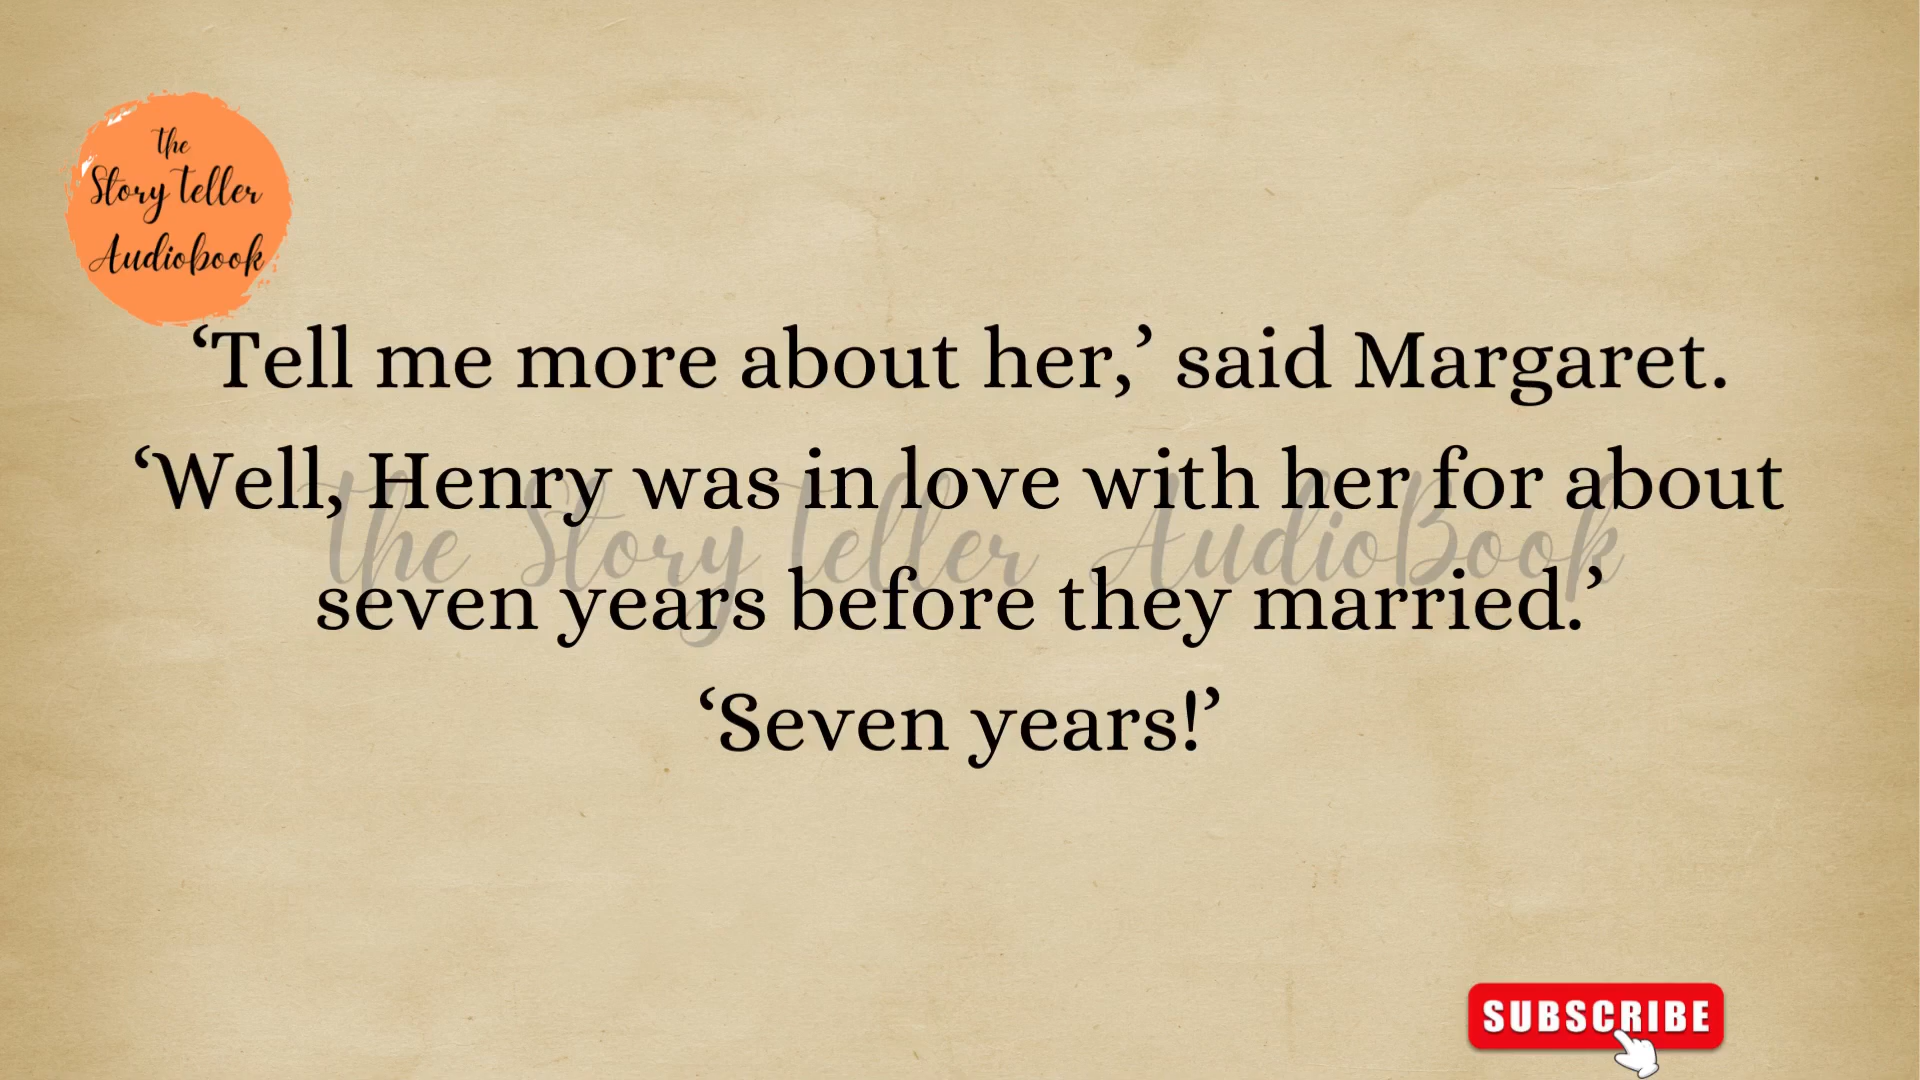 the
Story Teller
Audiobook
‘Tell me more about her,’ said Margaret.
‘Well, Henry was in love with her for about
the Story Teller AudioBook
seven years before they married.’
‘Seven years!’
SUBSCRIBE